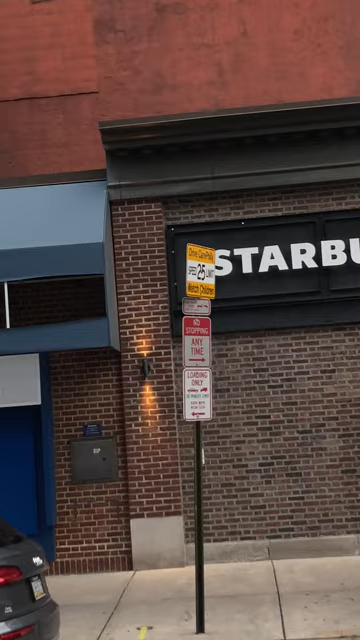 Drive Carefully
SPEED 25 LIMIT
Watch Children
STARBU
NO
STOPPING
ANY
TIME
LOADING
ONLY